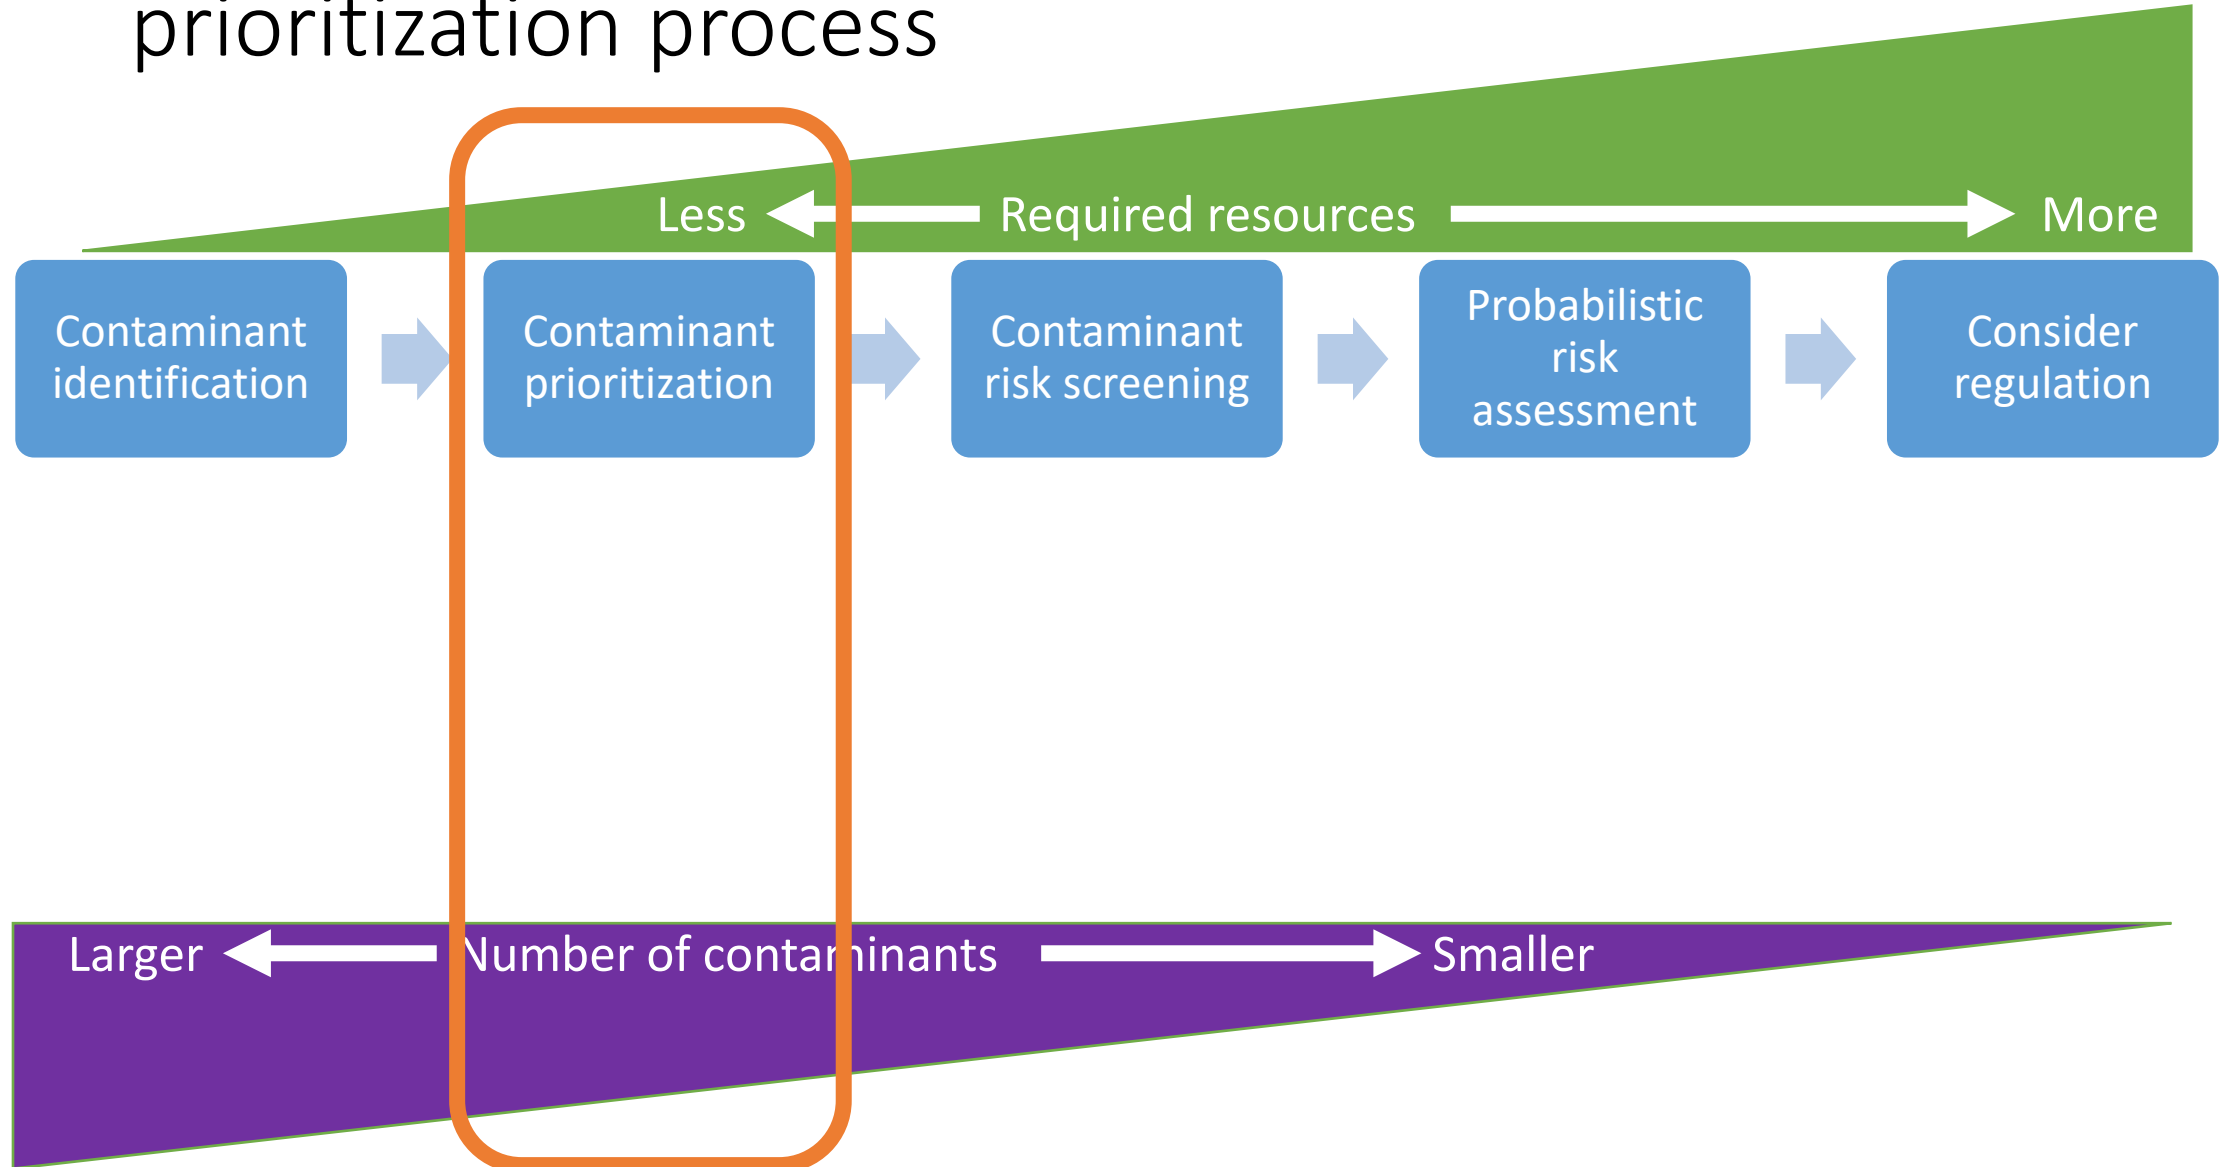 prioritization process
Less Required resources More
Contaminant
identification
Contaminant
prioritization
Contaminant
risk screening
Probabilistic
risk
assessment
Consider
regulation
Larger Number of contaminants Smaller